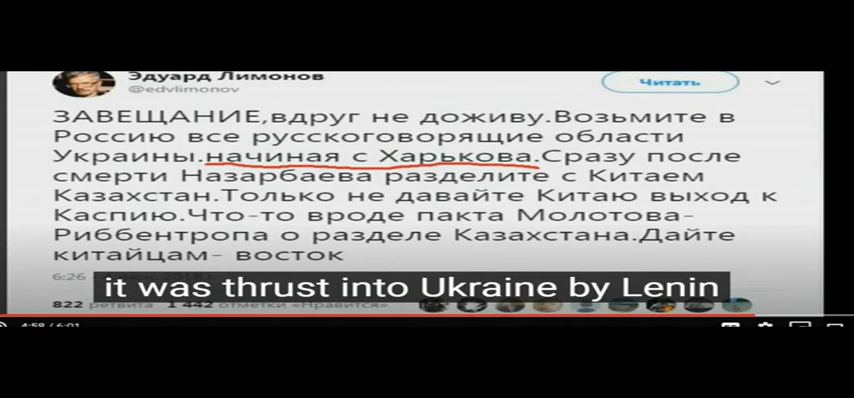 Эдуард Лимонов
@edvlimonov
Читать
ЗАВЕЩАНИЕ,вдруг не доживу.Возьмите в
Россию все русскоговорящие области
Украины.начиная с Харькова.Сразу после
смерти Назарбаева разделите с Китаем
Казахстан.Только не давайте Китаю выход к
Каспию.Что-то вроде пакта Молотова-
Риббентропа о разделе Казахстана.Дайте
китайцам- восток
6:26
it was thrust into Ukraine by Lenin
822 ретвита 1 442 отметки «Нравится»
4:58 / 6:01